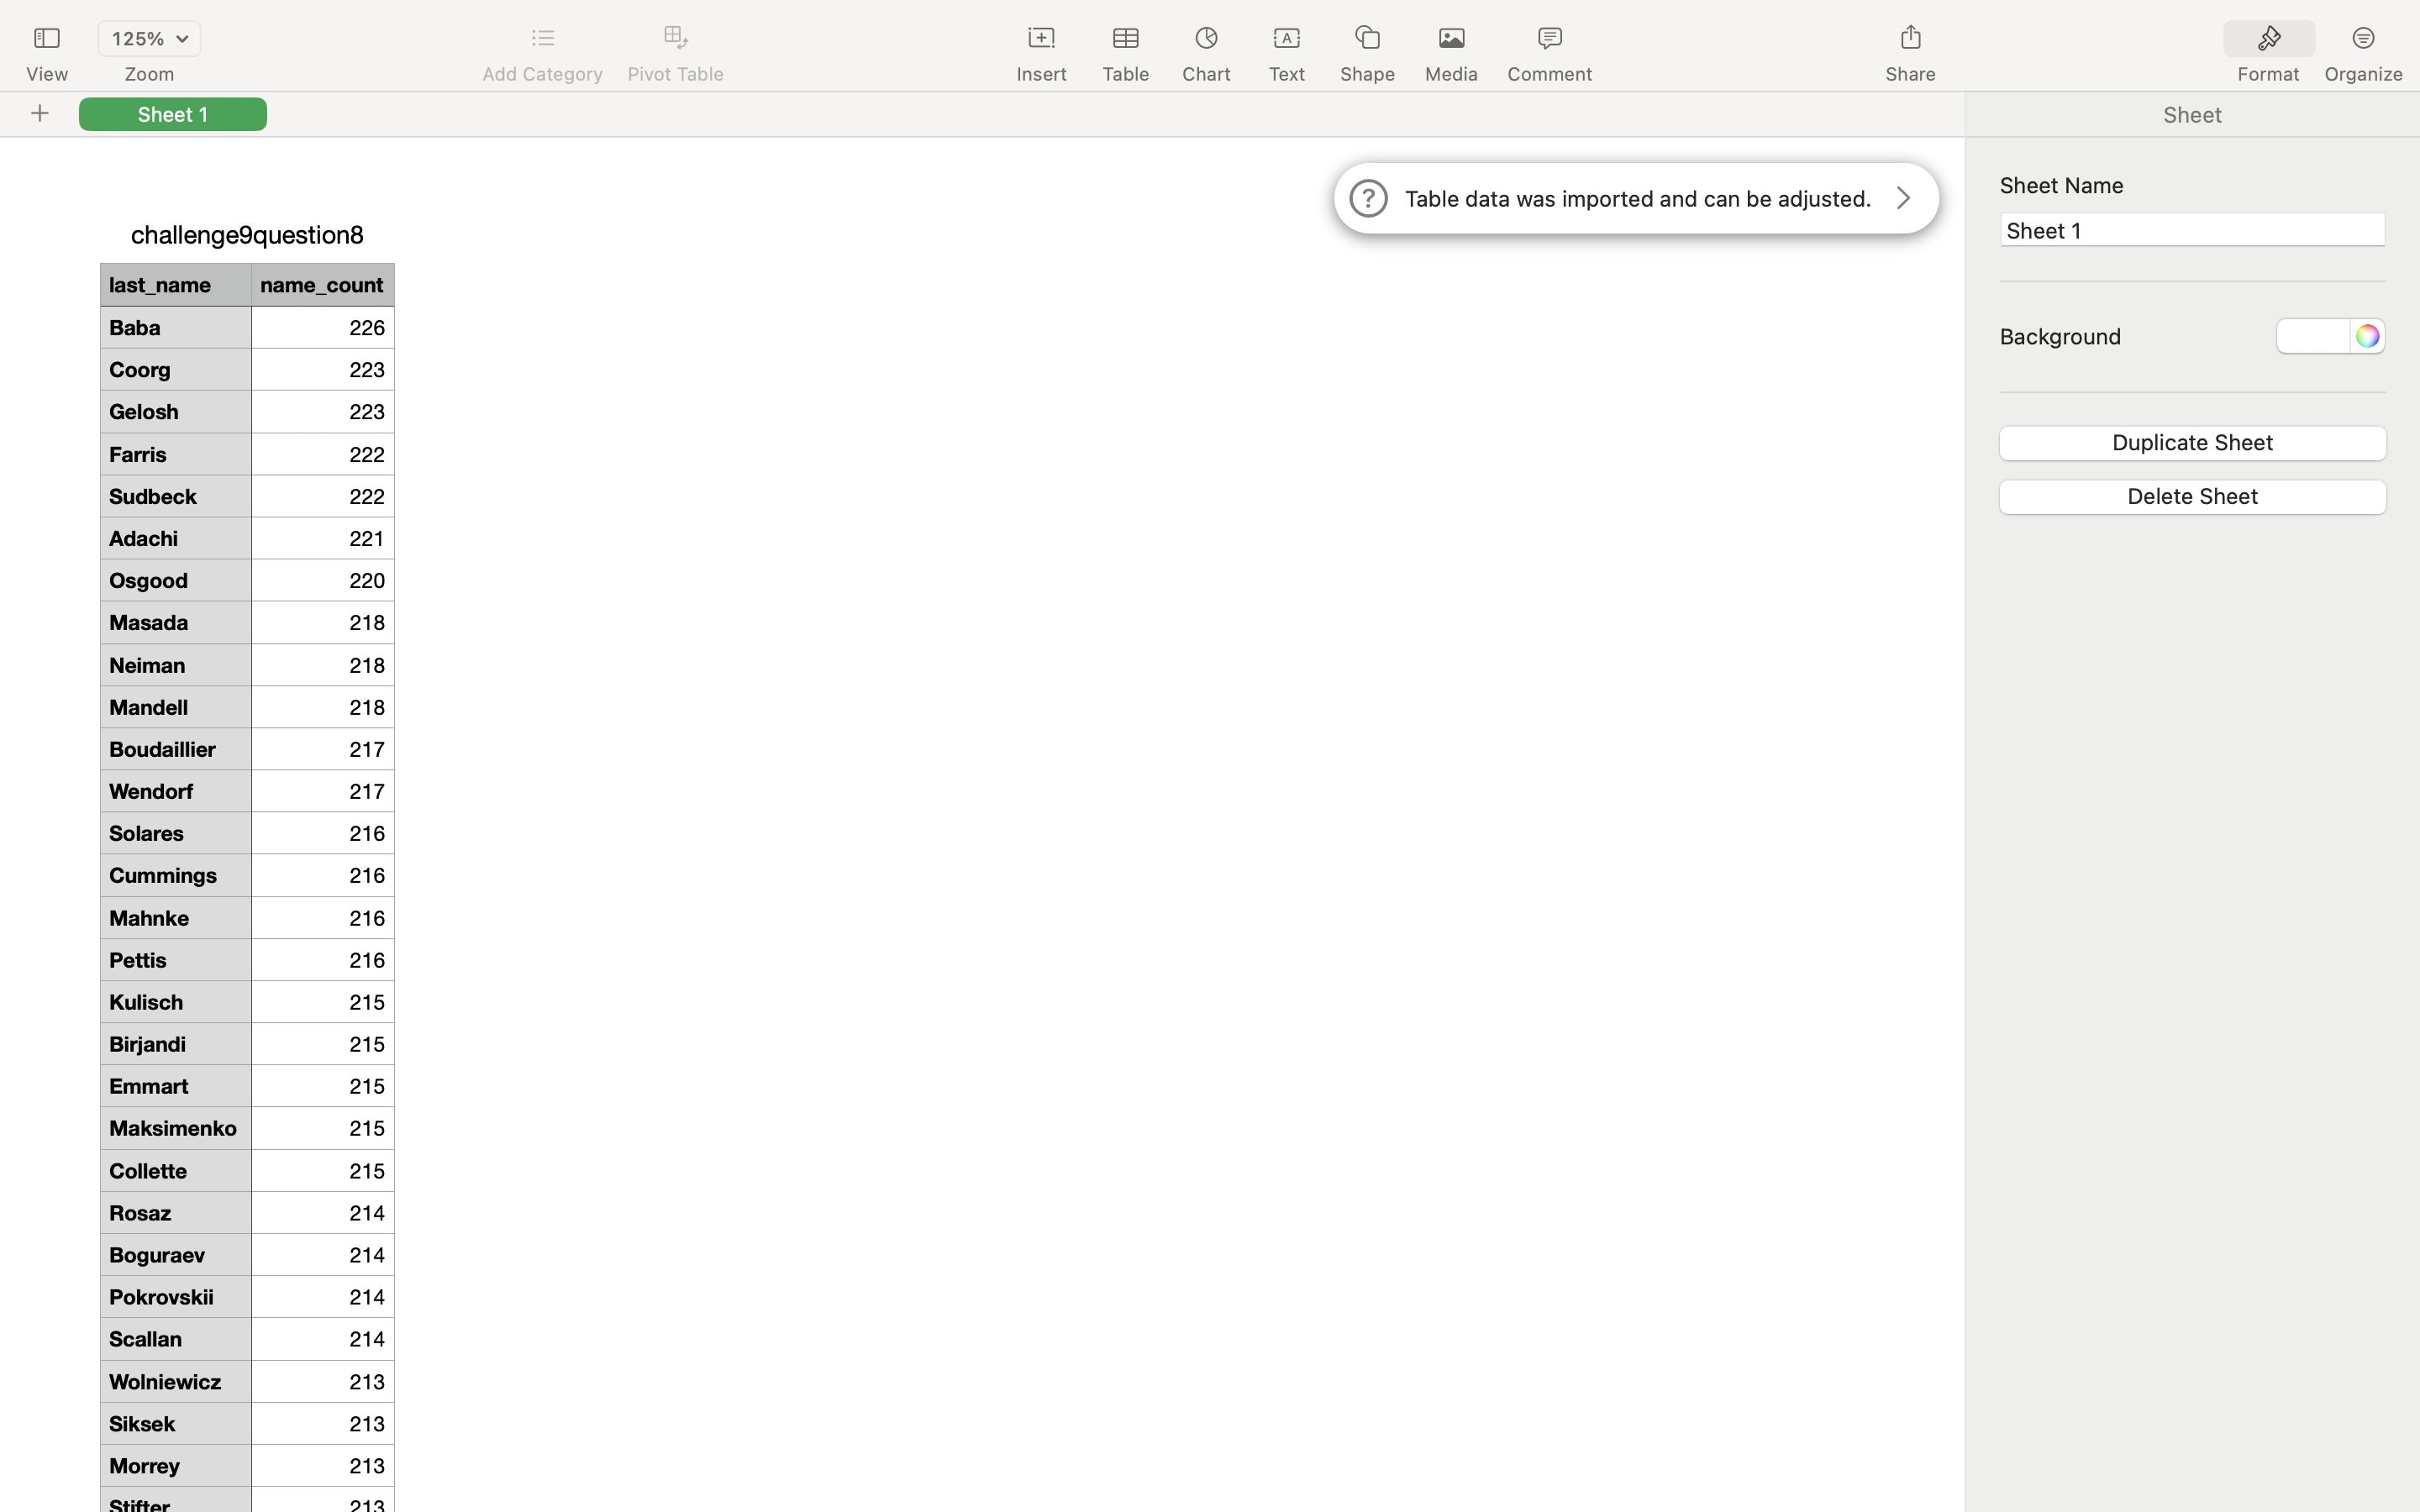 125%
View Zoom Add Category Pivot Table Insert Table Chart Text Shape Media Comment Share Format Organize
Sheet 1
Sheet
Table data was imported and can be adjusted.
Sheet Name
Sheet 1
Background
Duplicate Sheet
Delete Sheet
challenge9question8
last_name name_count
Baba 226
Coorg 223
Gelosh 223
Farris 222
Sudbeck 222
Adachi 221
Osgood 220
Masada 218
Neiman 218
Mandell 218
Boudaillier 217
Wendorf 217
Solares 216
Cummings 216
Mahnke 216
Pettis 216
Kulisch 215
Birjandi 215
Emmart 215
Maksimenko 215
Collette 215
Rosaz 214
Boguraev 214
Pokrovskii 214
Scallan 214
Wolniewicz 213
Siksek 213
Morrey 213
Stifter 213